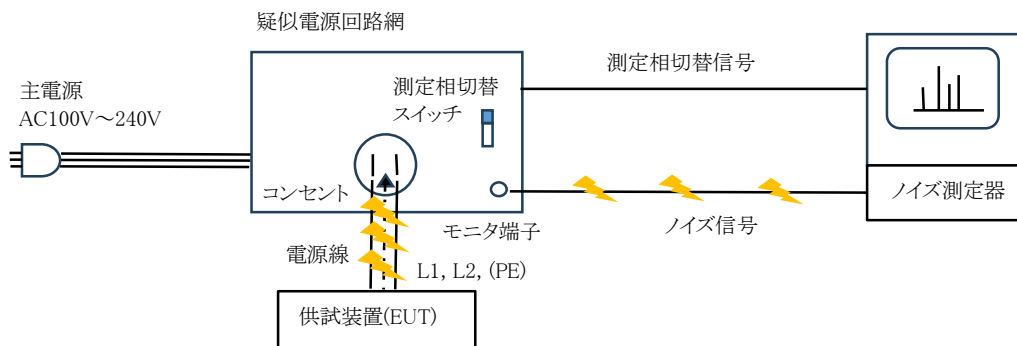 疑似電源回路網
主電源
AC100V～240V
測定相切替
スイッチ
測定相切替信号
コンセント
モニタ端子
ノイズ信号
ノイズ測定器
電源線
L1, L2, (PE)
供試装置(EUT)